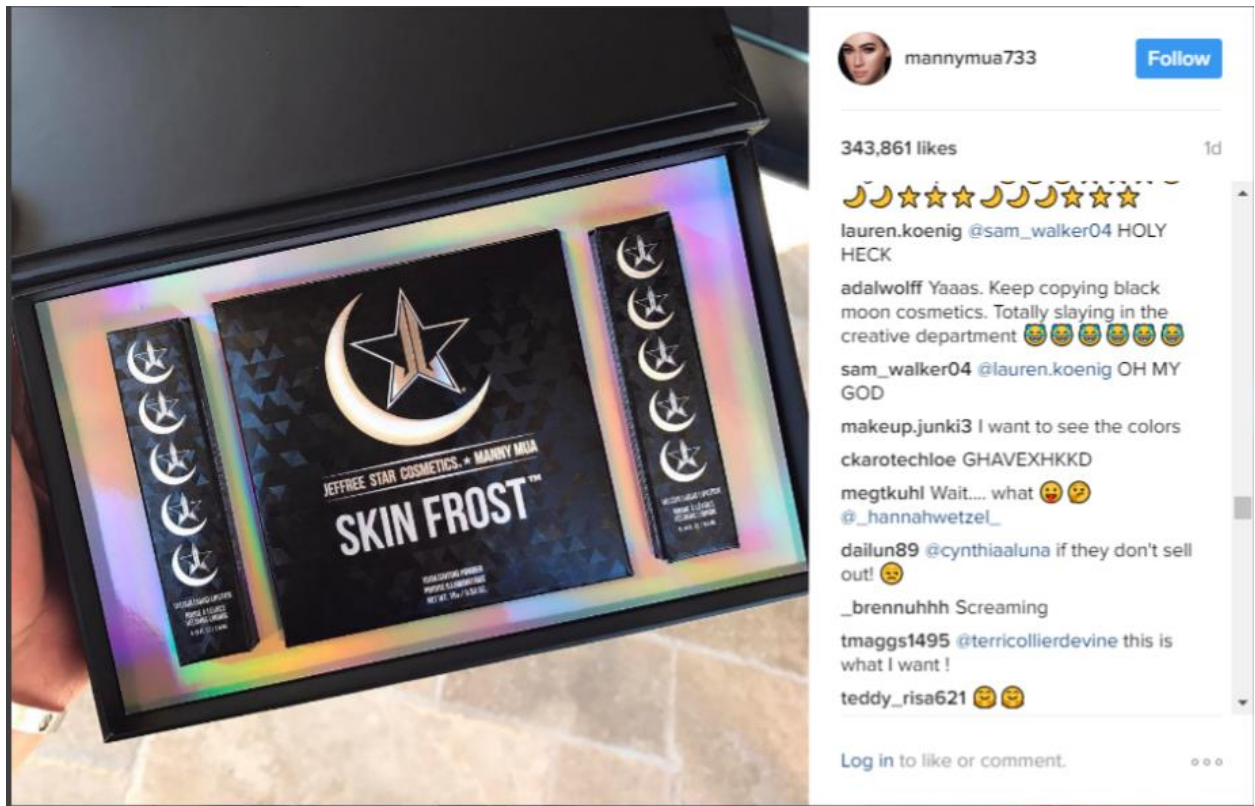 JEFFREE STAR COSMETICS. ★ MANNY MUA
SKIN FROST™
mannymua733
Follow
343,861 likes
1d
🌙🌙⭐⭐⭐🌙🌙🌙⭐⭐⭐
lauren.koenig @sam_walker04 HOLY
HECK
adalwolff Yaaas. Keep copying black
moon cosmetics. Totally slaying in the
creative department 😂😂😂😂😂😂
sam_walker04 @lauren.koenig OH MY
GOD
makeup.junki3 I want to see the colors
ckarotechloe GHAVEXHKKD
megtkuhl Wait.... what 😛🤔
@_hannahwetzel_
dailun89 @cynthiaaluna if they don't sell
out! 😒
_brennuhhh Screaming
tmaggs1495 @terricollierdevine this is
what I want !
teddy_risa621 🤗🤗
Log in to like or comment.